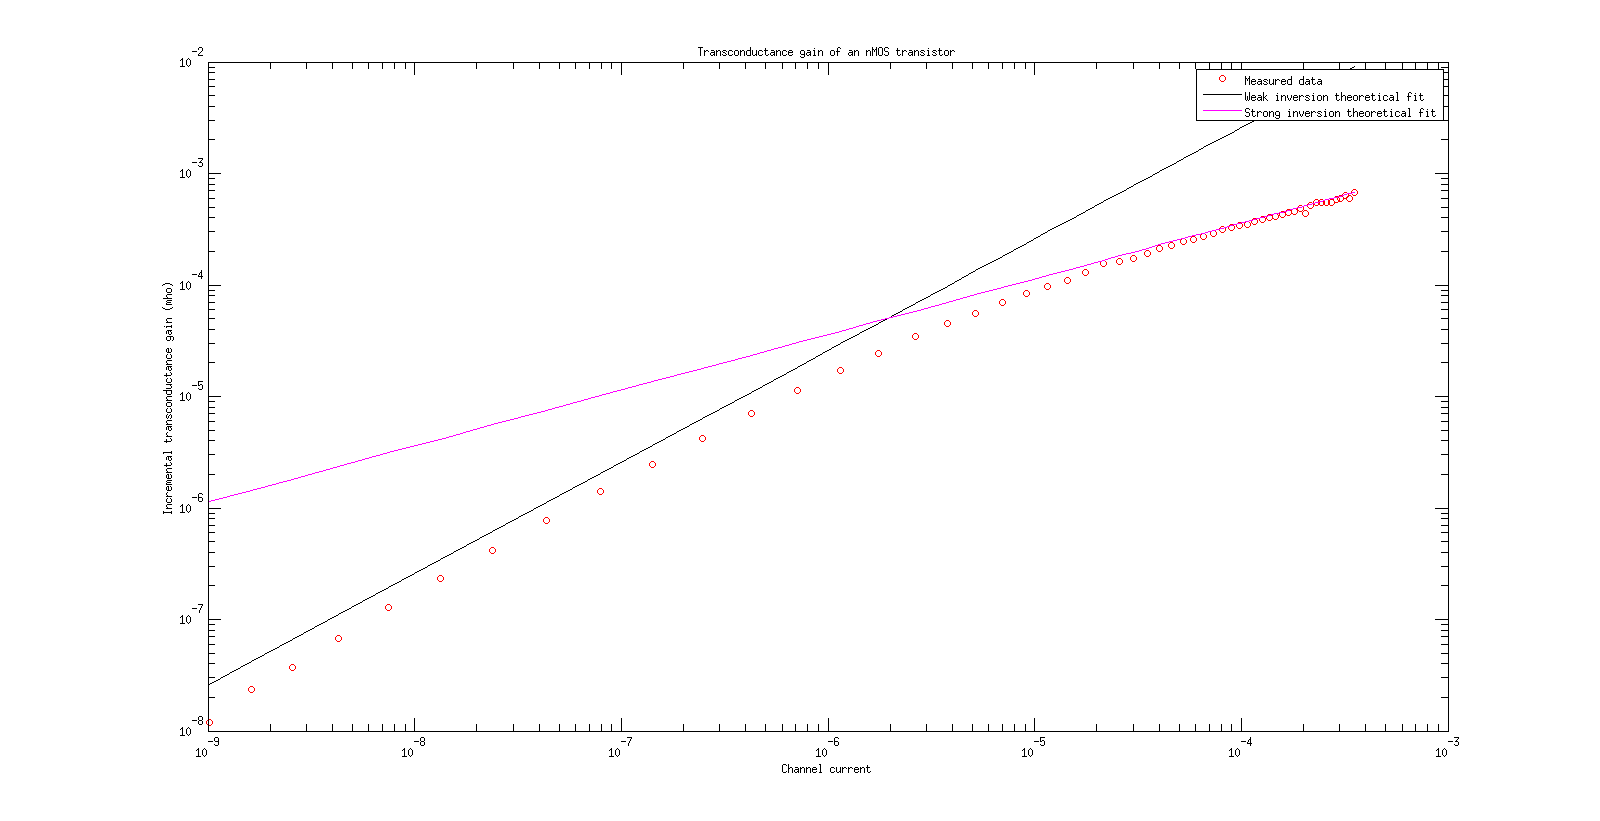 Transconductance gain of an nMOS transistor
Measured data
Weak inversion theoretical fit
Strong inversion theoretical fit
Incremental transconductance gain (mho)
10^-2
10^-3
10^-4
10^-5
10^-6
10^-7
10^-8
10^-9 10^-8 10^-7 10^-6 10^-5 10^-4 10^-3
Channel current